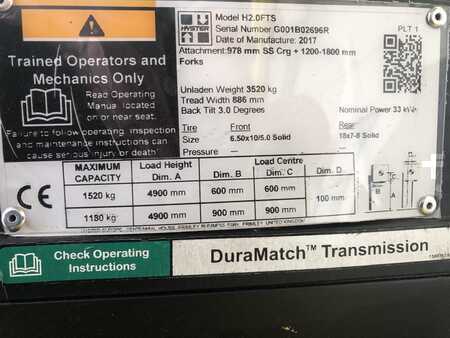 Trained Operators and
Mechanics Only
Read Operating
Manual located
on or near seat.
Failure to follow operating, inspection
and maintenance instructions can
cause serious injury or death
HYSTER
Model H2.0FTS
Serial Number: G001B02696R
Date of Manufacture: 2017
Attachment: 978 mm SS Crg + 1200-1800 mm
Forks
PLT 1
Unladen Weight 3520kg
Tread Width 886 mm
Back Tilt 3.0 Degrees
Nominal Power 33 kW
Tire Front Rear
6.50x10/5.0 Solid 18x7-8 Solid
Pressure — —
MAXIMUM CAPACITY Load Height Dim. A Load Centre Dim. B Dim. C Dim. D
1520 kg 4900 mm 600 mm 600 mm 100 mm
1180 kg 4900 mm 900 mm 900 mm
CE
B
C
A
FRIMLEY, UNITED KINGDOM
Check Operating
Instructions
DuraMatch™ Transmission